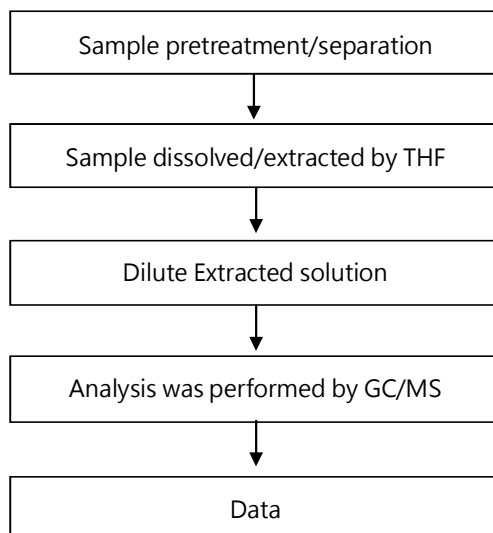 Sample pretreatment/separation
Sample dissolved/extracted by THF
Dilute Extracted solution
Analysis was performed by GC/MS
Data